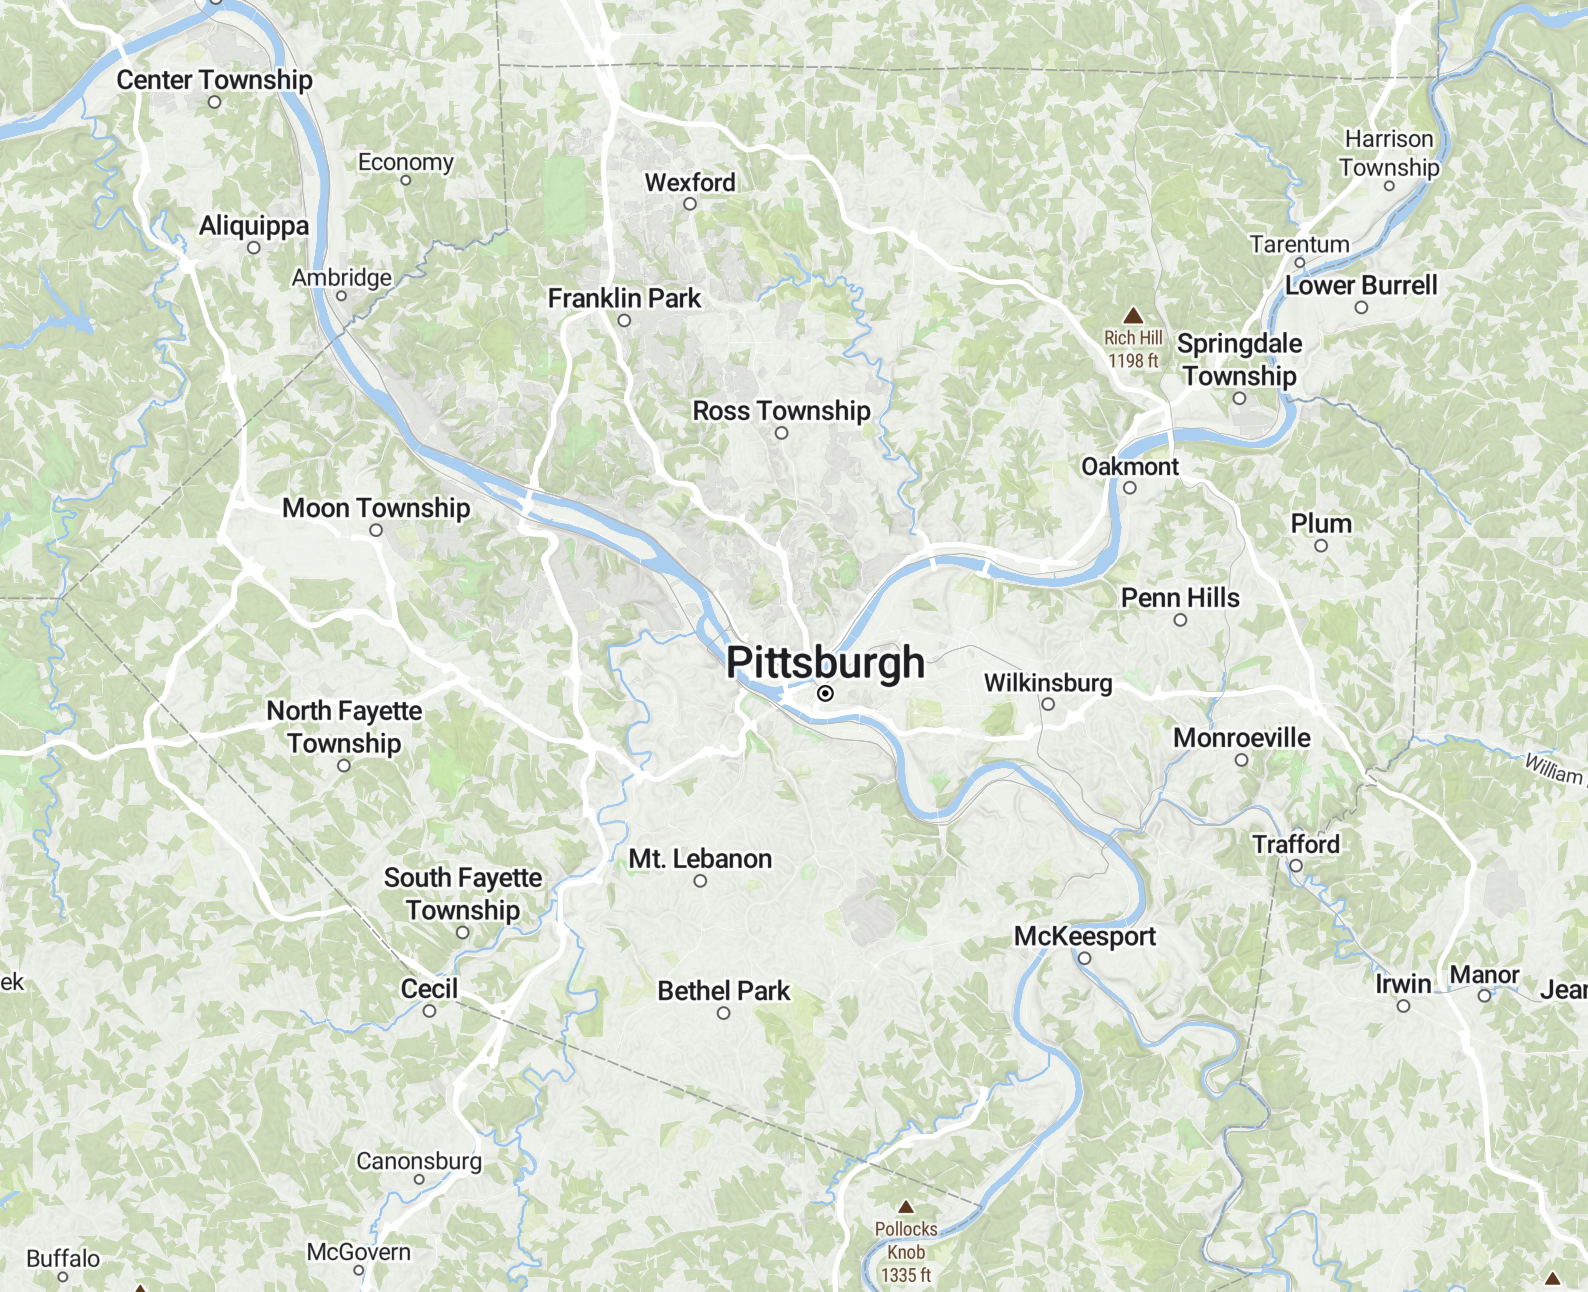 Center Township
Economy
Harrison
Township
Wexford
Aliquippa
Ambridge
Tarentum
Lower Burrell
Franklin Park
Rich Hill
1198 ft
Springdale
Township
Ross Township
Oakmont
Moon Township
Plum
Penn Hills
Pittsburgh
Wilkinsburg
North Fayette
Township
Monroeville
William
Trafford
Mt. Lebanon
South Fayette
Township
McKeesport
ek
Cecil
Bethel Park
Irwin
Manor
Jear
Canonsburg
Pollocks
Knob
1335 ft
Buffalo
McGovern